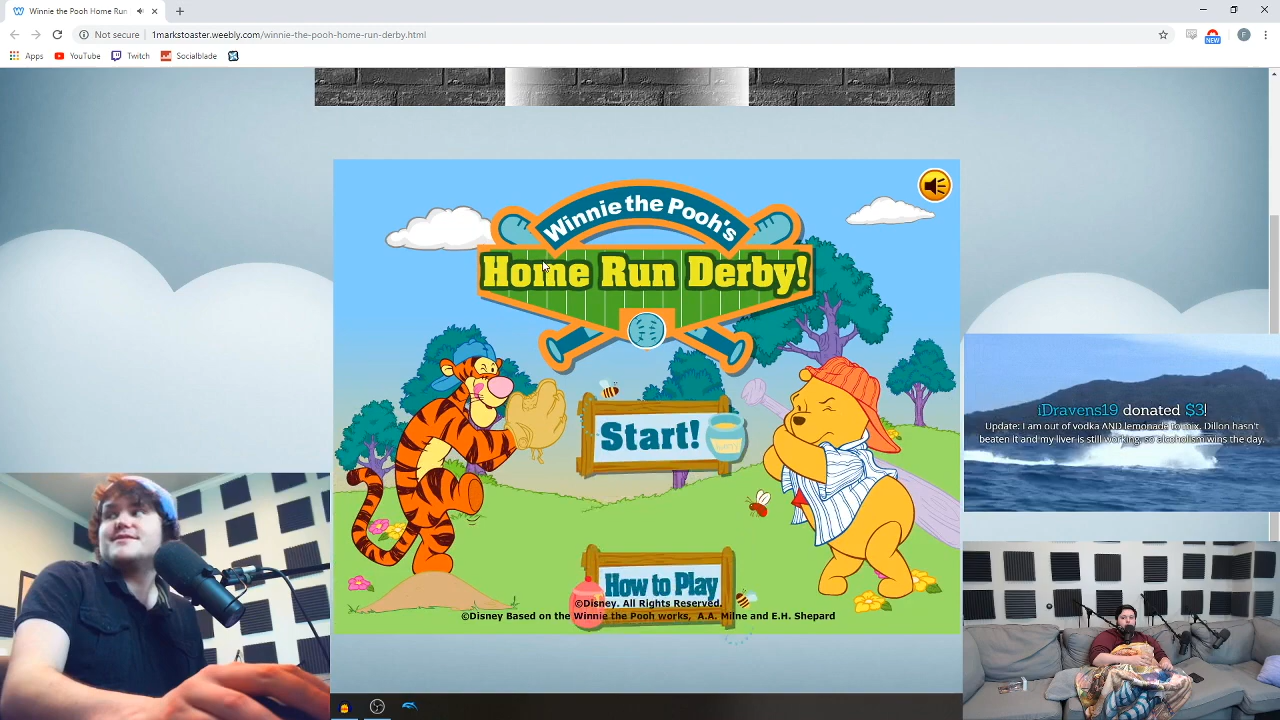 Winnie the Pooh Home Run
Not secure
1markstoaster.weebly.com/winnie-the-pooh-home-run-derby.html
NEW
F
Apps
YouTube
Twitch
Socialblade
Winnie the Pooh's
Home Run Derby!
Start!
How to Play
©Disney. All Rights Reserved.
©Disney Based on the Winnie the Pooh works, A.A. Milne and E.H. Shepard
iDravens19 donated $3!
Update: I am out of vodka AND lemonade to mix. Dillon hasn't
beaten it and my liver is still working, so alcoholism wins the day.